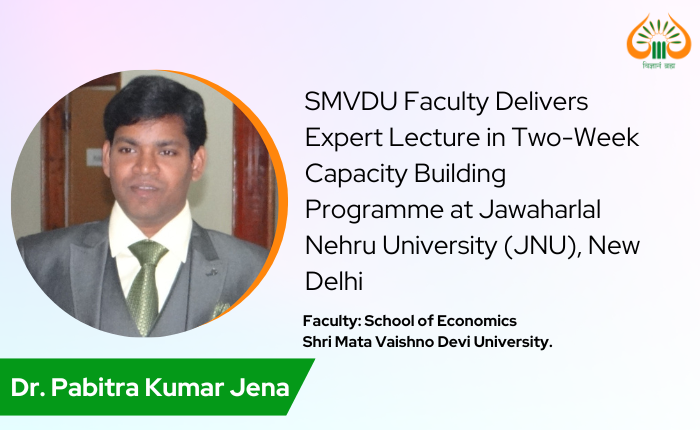 विज्ञानं ब्रह्म
SMVDU Faculty Delivers
Expert Lecture in Two-Week
Capacity Building
Programme at Jawaharlal
Nehru University (JNU), New
Delhi
Faculty: School of Economics
Shri Mata Vaishno Devi University.
Dr. Pabitra Kumar Jena